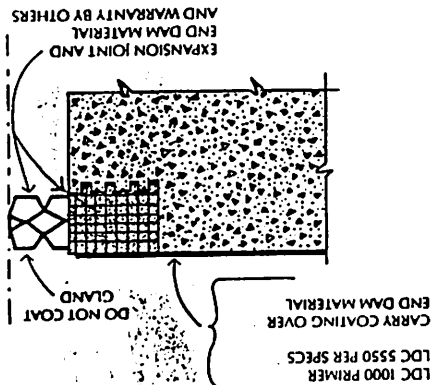 LDC 1000 PRIMER
LDC 5550 PER SPECS
CARRY COATING OVER
END DAM MATERIAL
DO NOT COAT
GLAND
EXPANSION JOINT AND
END DAM MATERIAL
AND WARRANTY BY OTHERS